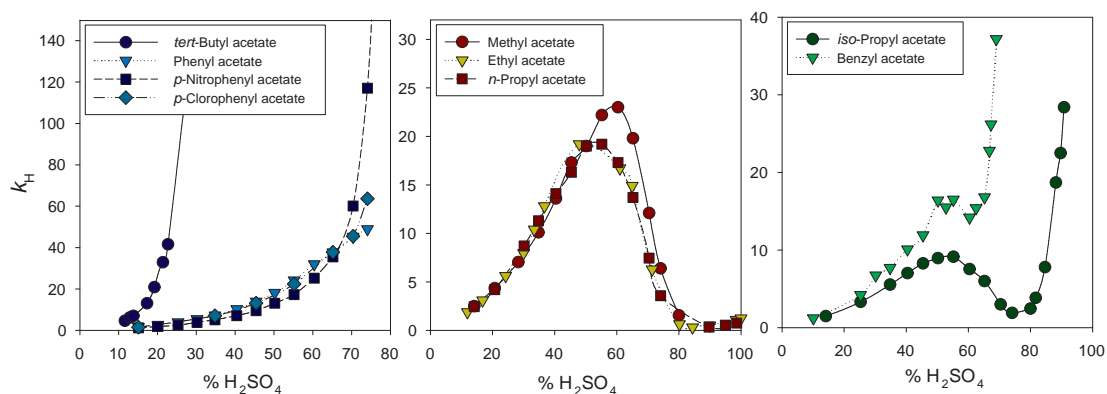 k_H
140
120
100
80
60
40
20
0
tert-Butyl acetate
Phenyl acetate
p-Nitrophenyl acetate
p-Clorophenyl acetate
0 10 20 30 40 50 60 70 80
% H₂SO₄
30
25
20
15
10
5
0
Methyl acetate
Ethyl acetate
n-Propyl acetate
0 20 40 60 80 100
% H₂SO₄
40
30
20
10
0
iso-Propyl acetate
Benzyl acetate
0 20 40 60 80 100
% H₂SO₄